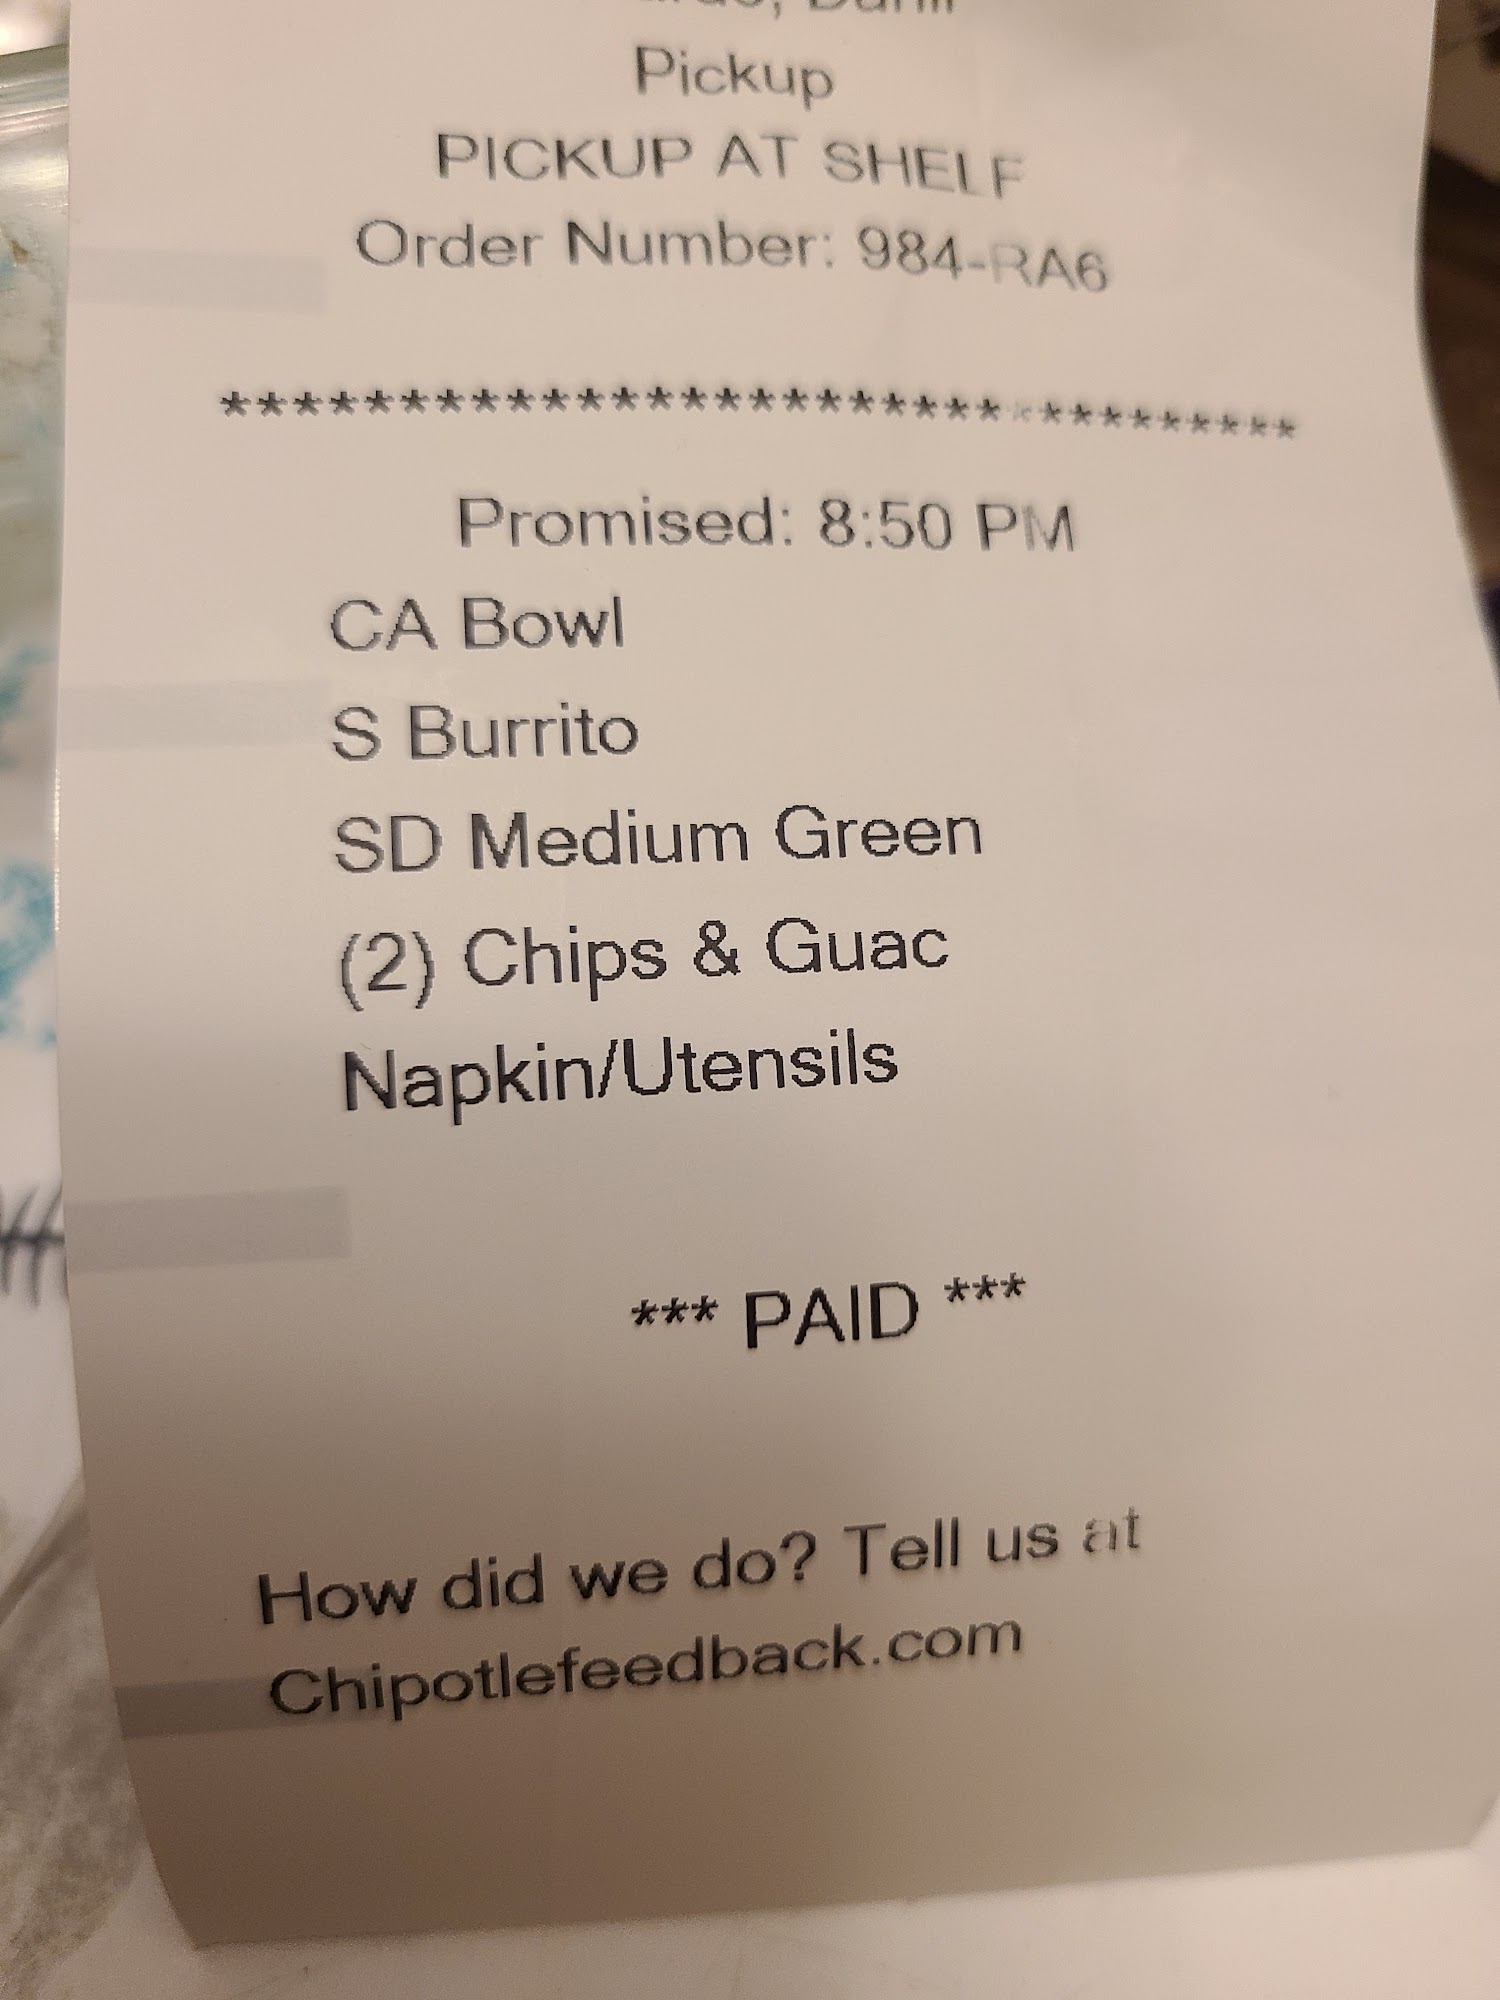 Pickup
PICKUP AT SHELF
Order Number: 984-RA6
**********************************
Promised: 8:50 PM
CA Bowl
S Burrito
SD Medium Green
(2) Chips & Guac
Napkin/Utensils
*** PAID ***
How did we do? Tell us at
Chipotlefeedback.com